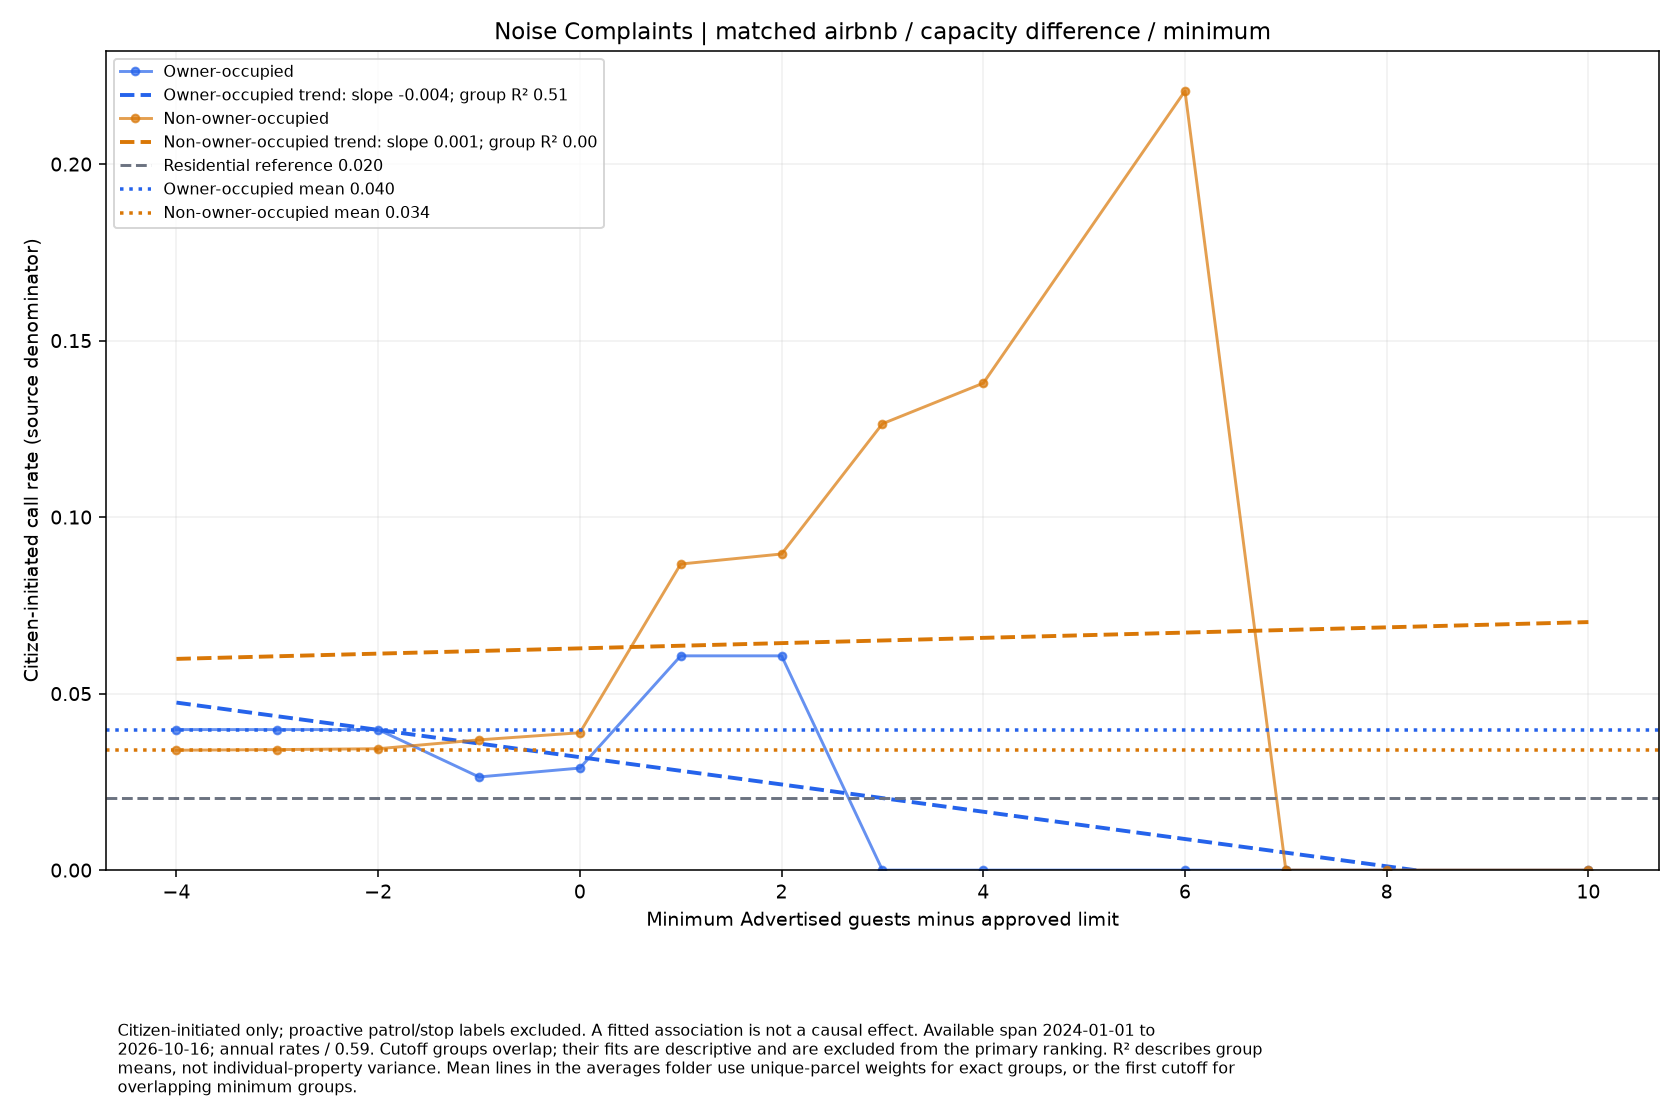 Noise Complaints | matched airbnb / capacity difference / minimum
Owner-occupied
Owner-occupied trend: slope -0.004; group R² 0.51
Non-owner-occupied
Non-owner-occupied trend: slope 0.001; group R² 0.00
Residential reference 0.020
Owner-occupied mean 0.040
Non-owner-occupied mean 0.034
Citizen-initiated call rate (source denominator)
0.20
0.15
0.10
0.05
0.00
−4 −2 0 2 4 6 8 10
Minimum Advertised guests minus approved limit
Citizen-initiated only; proactive patrol/stop labels excluded. A fitted association is not a causal effect. Available span 2024-01-01 to
2026-10-16; annual rates / 0.59. Cutoff groups overlap; their fits are descriptive and are excluded from the primary ranking. R² describes group
means, not individual-property variance. Mean lines in the averages folder use unique-parcel weights for exact groups, or the first cutoff for
overlapping minimum groups.